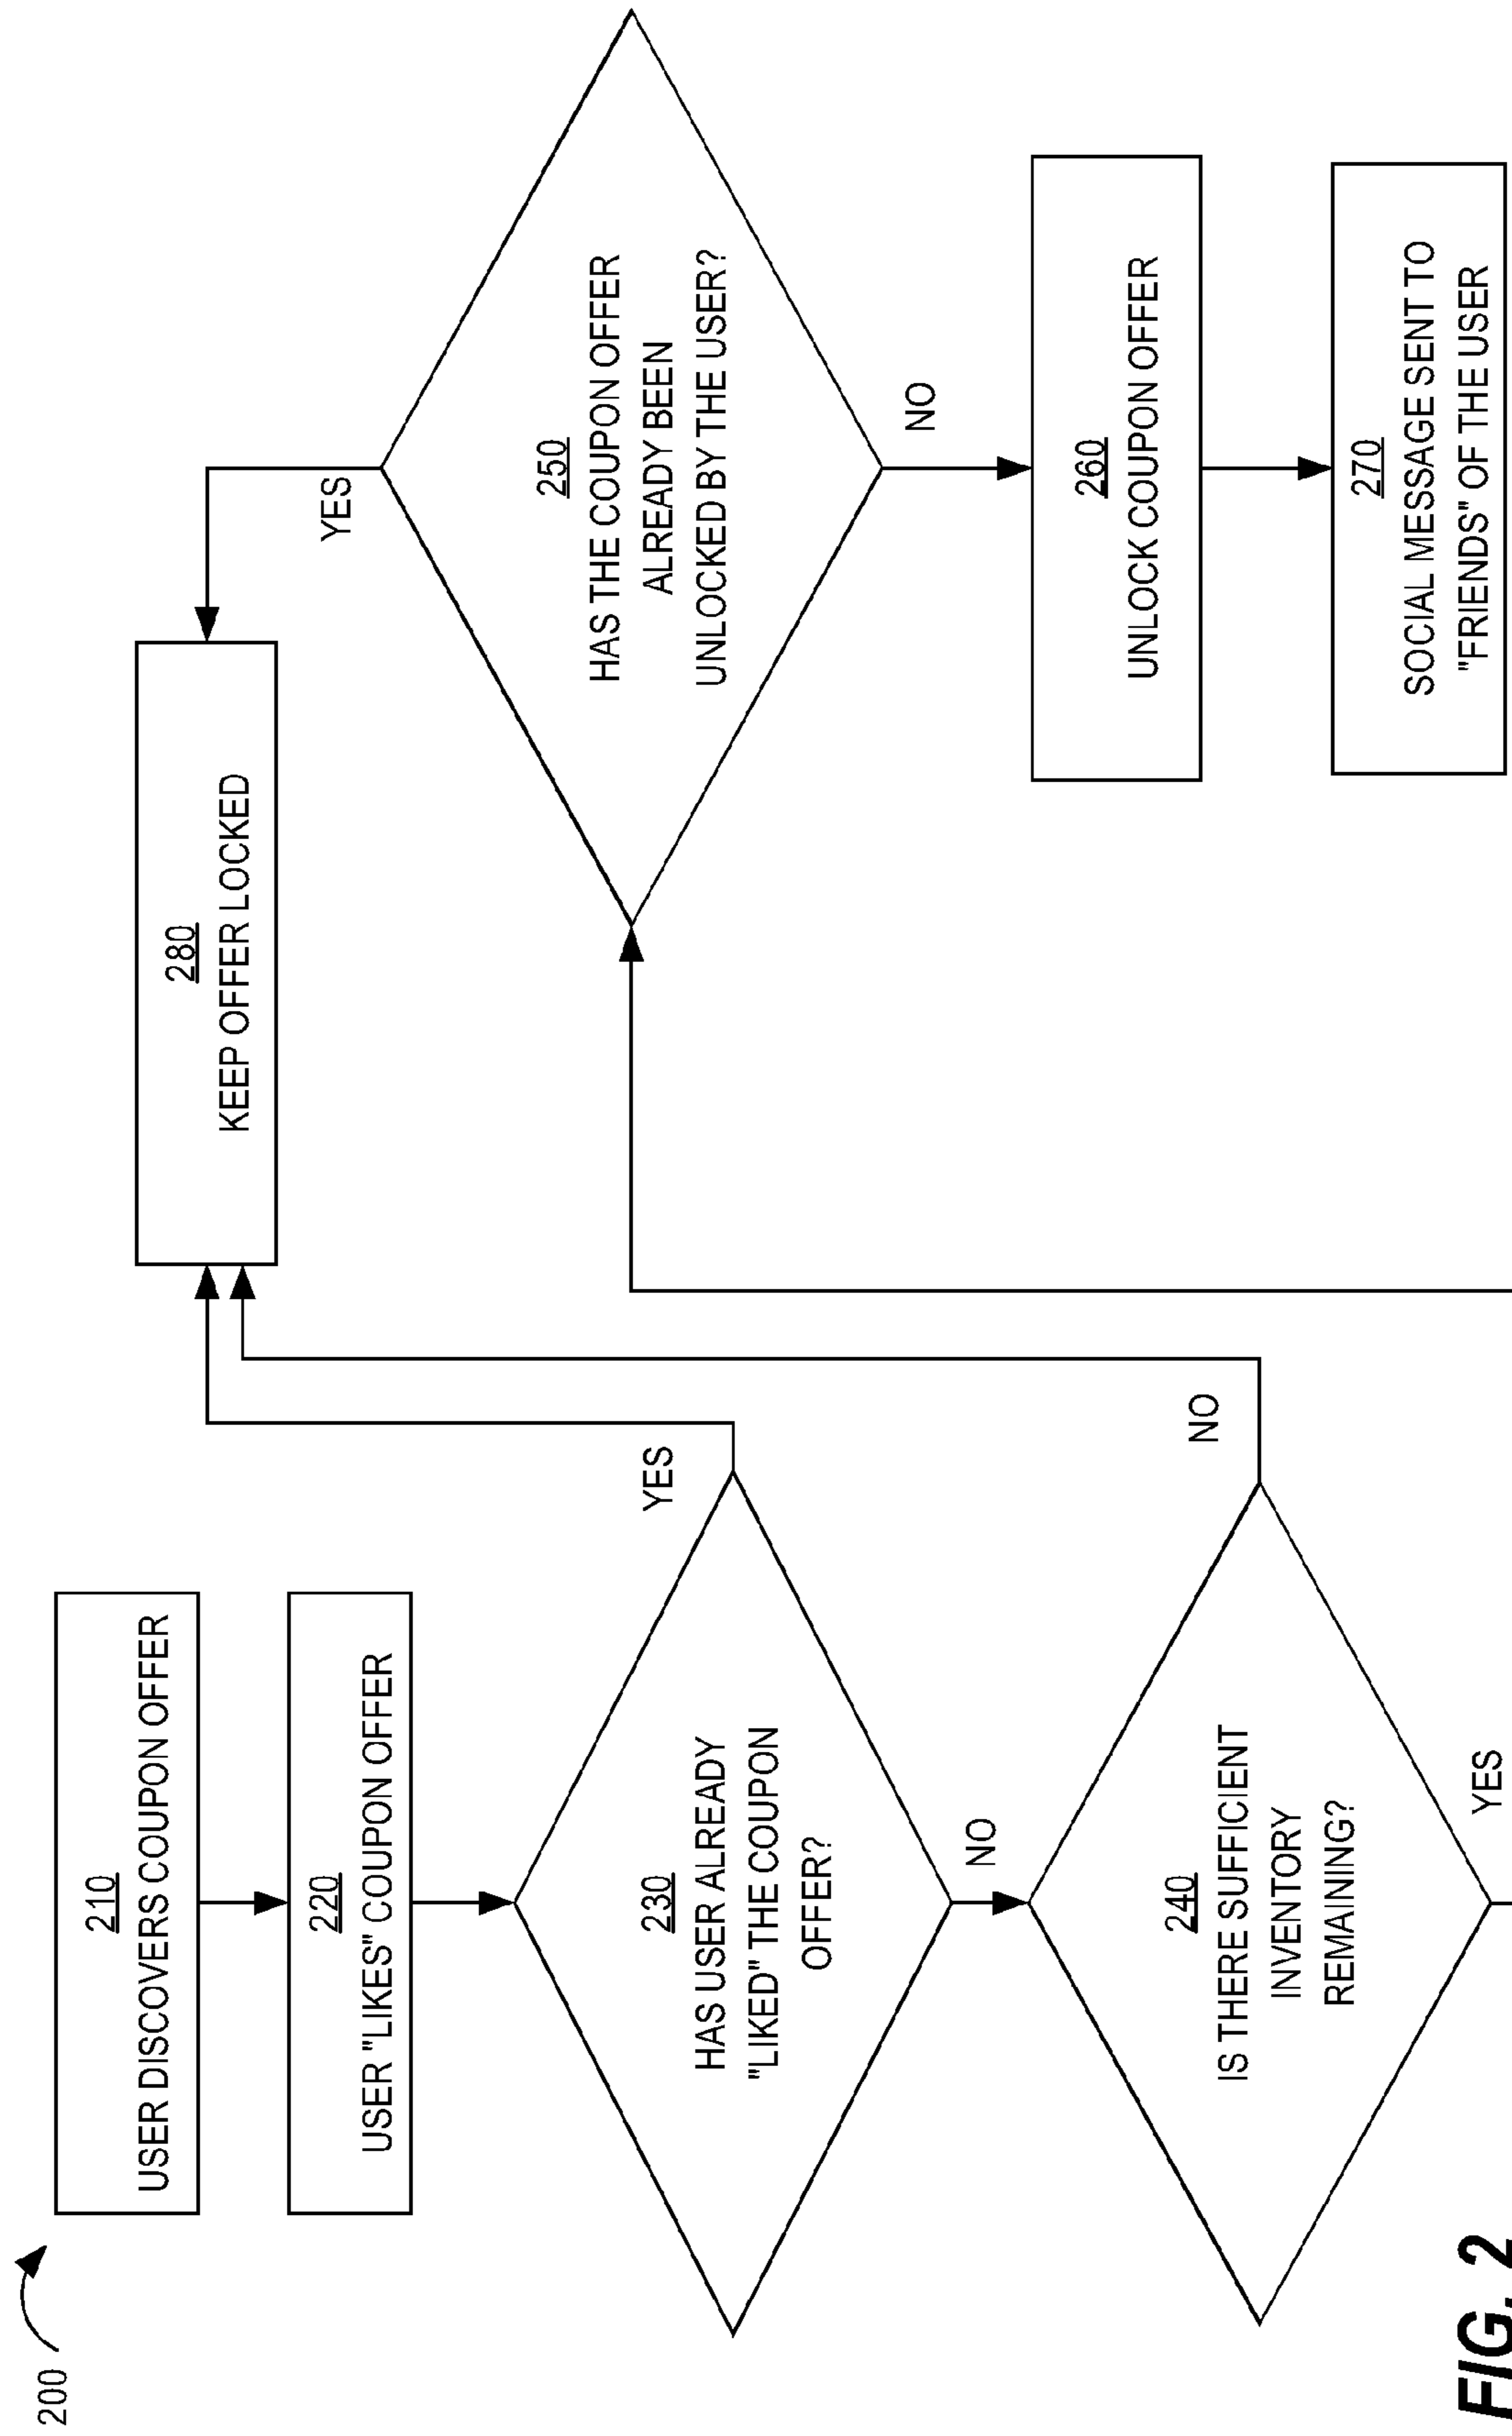 200
210
USER DISCOVERS COUPON OFFER
220
USER "LIKES" COUPON OFFER
230
HAS USER ALREADY
"LIKED" THE COUPON
OFFER?
YES
NO
240
IS THERE SUFFICIENT
INVENTORY
REMAINING?
NO
YES
280
KEEP OFFER LOCKED
YES
250
HAS THE COUPON OFFER
ALREADY BEEN
UNLOCKED BY THE USER?
NO
260
UNLOCK COUPON OFFER
270
SOCIAL MESSAGE SENT TO
"FRIENDS" OF THE USER
FIG. 2